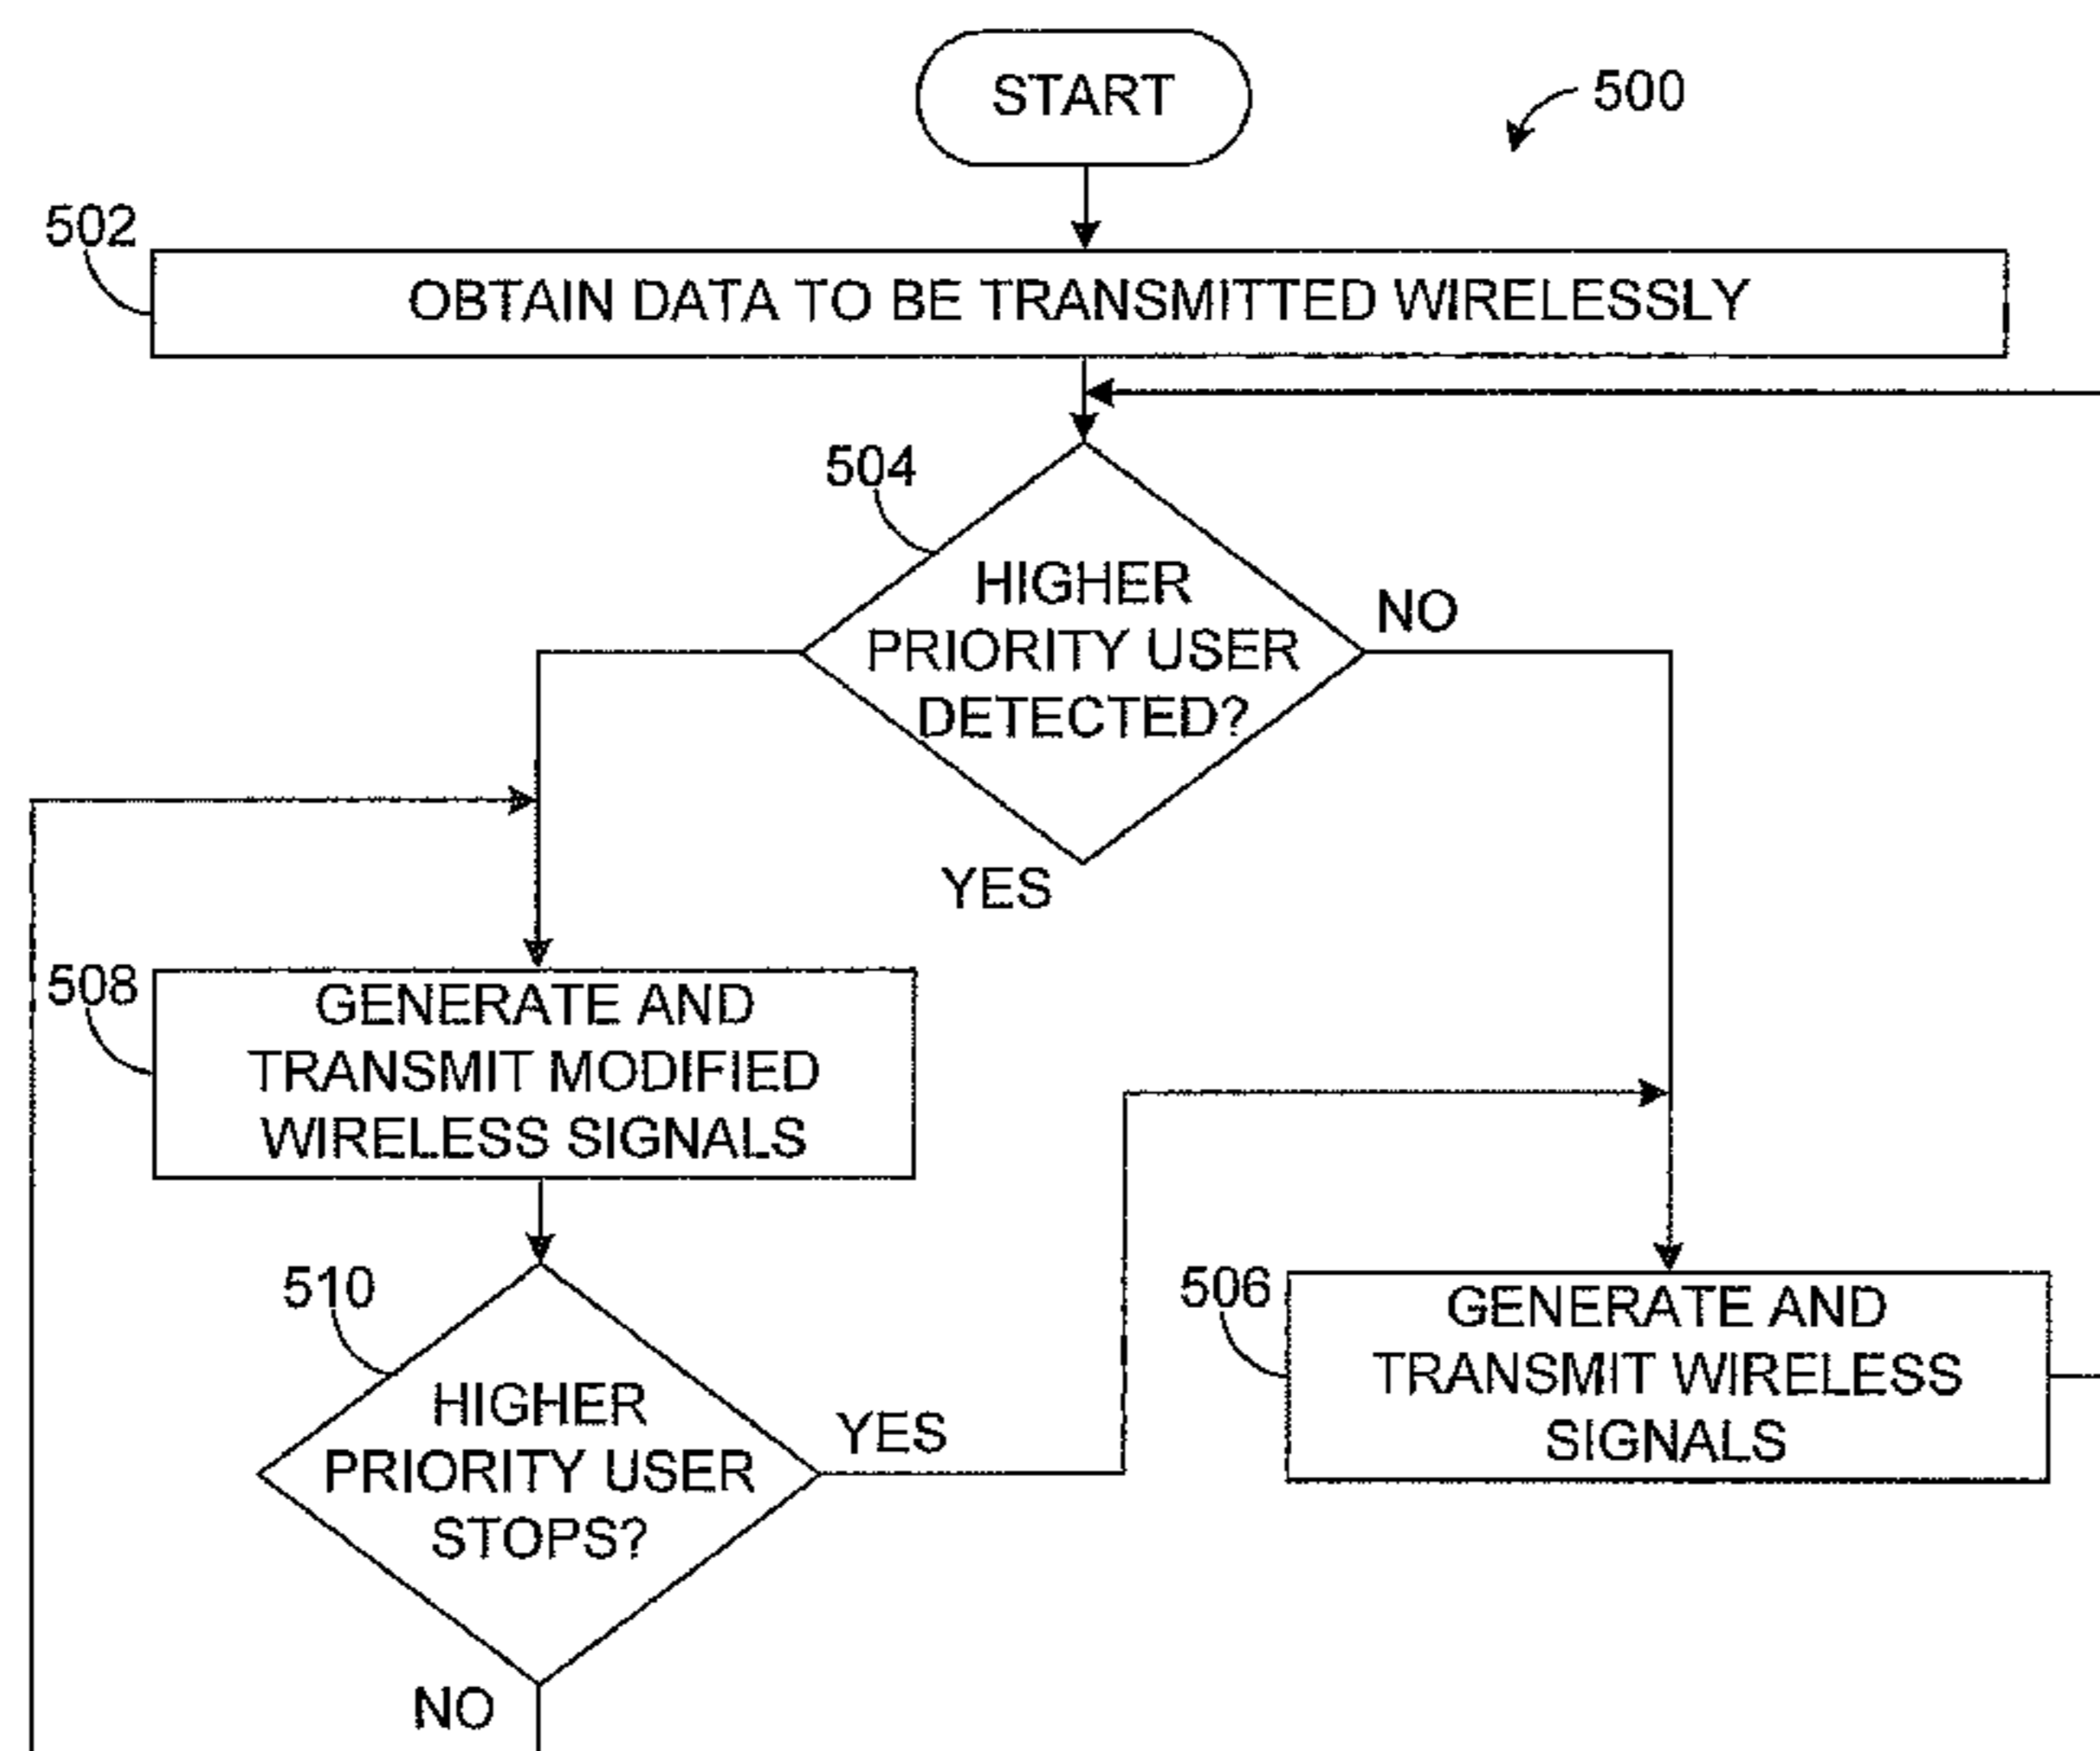 START
500
502
OBTAIN DATA TO BE TRANSMITTED WIRELESSLY
504
HIGHER
PRIORITY USER
DETECTED?
NO
YES
508
GENERATE AND
TRANSMIT MODIFIED
WIRELESS SIGNALS
510
HIGHER
PRIORITY USER
STOPS?
YES
NO
506
GENERATE AND
TRANSMIT WIRELESS
SIGNALS